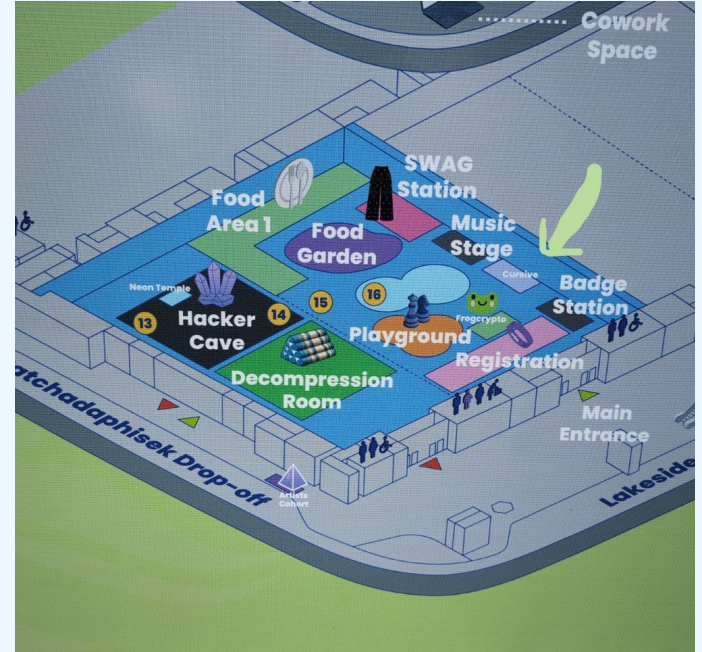 Cowork
Space
SWAG
Station
Food
Area 1
Music
Stage
Food
Garden
Cursive
Badge
Station
Neon Temple
16
15
14
13
Hacker
Cave
Frogcrypto
Playground
Registration
Decompression
Room
Main
Entrance
atchadaphisek Drop-off
Artists
Cohort
Lakeside